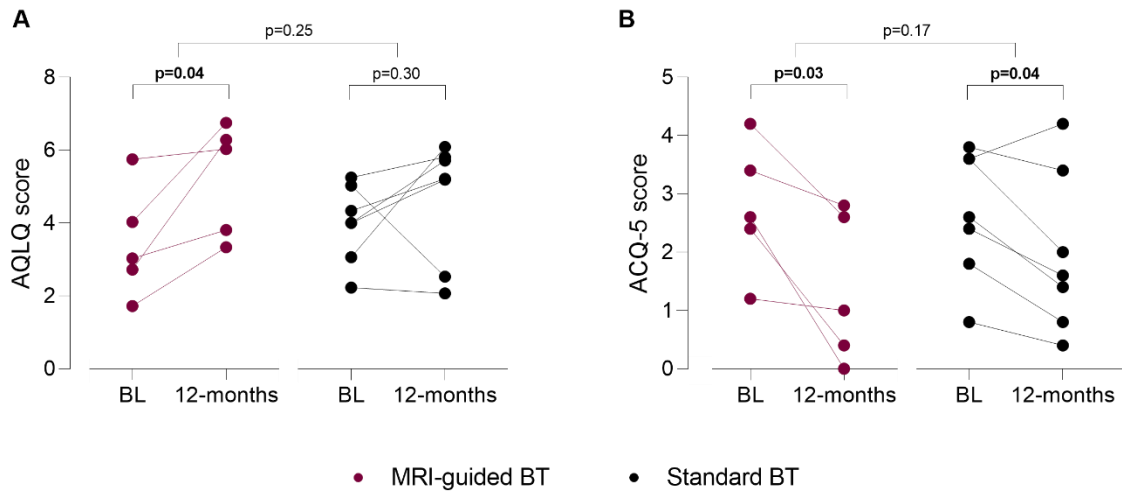 A
B
p=0.25
p=0.17
p=0.04
p=0.30
p=0.03
p=0.04
AQLQ score
8
6
4
2
0
BL 12-months BL 12-months
ACQ-5 score
5
4
3
2
1
0
BL 12-months BL 12-months
MRI-guided BT Standard BT